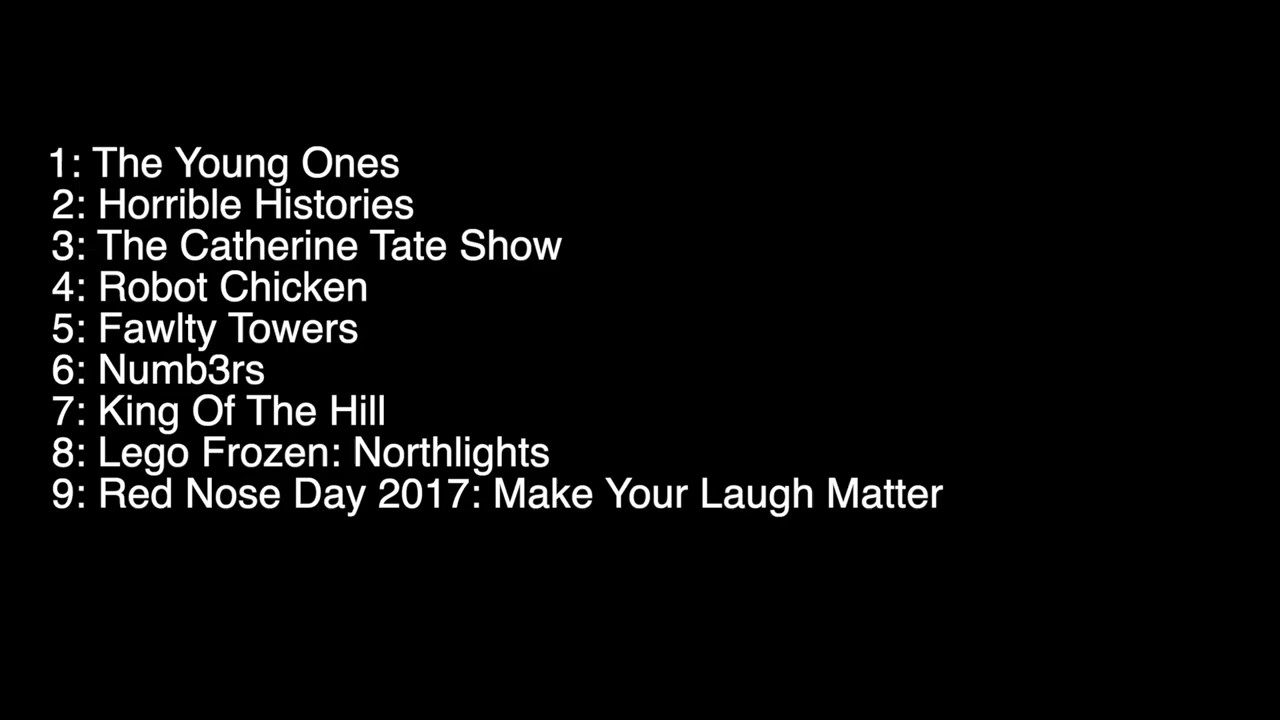 1: The Young Ones
2: Horrible Histories
3: The Catherine Tate Show
4: Robot Chicken
5: Fawlty Towers
6: Numb3rs
7: King Of The Hill
8: Lego Frozen: Northlights
9: Red Nose Day 2017: Make Your Laugh Matter